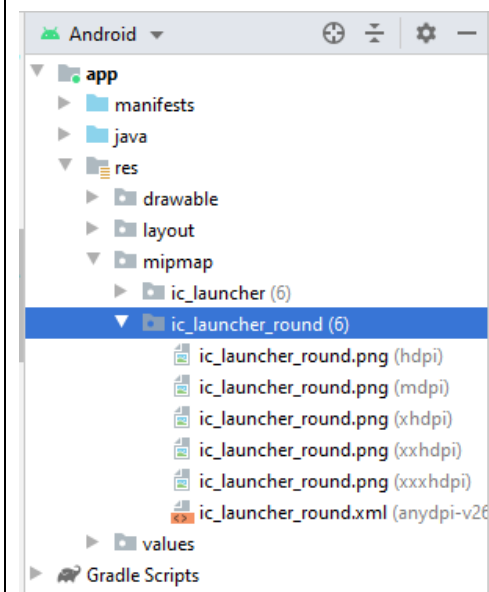 Android
app
manifests
java
res
drawable
layout
mipmap
ic_launcher (6)
ic_launcher_round (6)
ic_launcher_round.png (hdpi)
ic_launcher_round.png (mdpi)
ic_launcher_round.png (xhdpi)
ic_launcher_round.png (xxhdpi)
ic_launcher_round.png (xxxhdpi)
ic_launcher_round.xml (anydpi-v26
values
Gradle Scripts